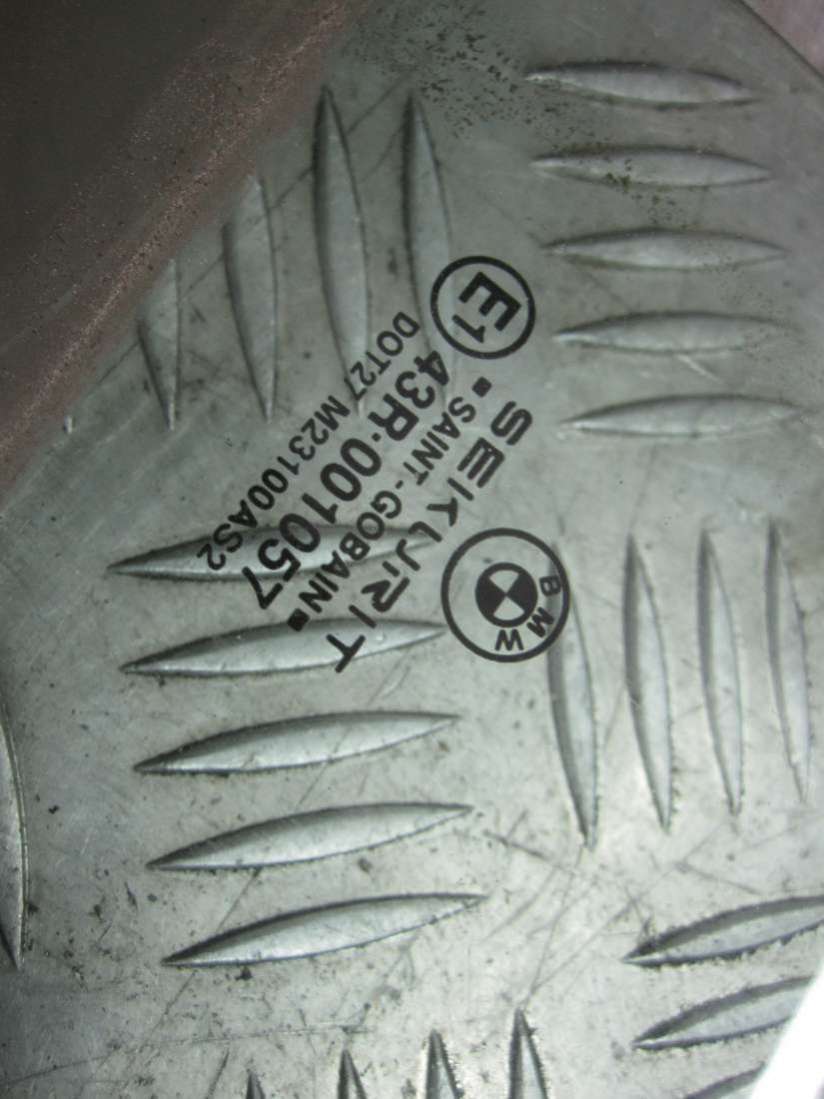 BMW
SEKURIT
SAINT-GOBAIN
E1 43R-001057
DOT27 M23100AS2